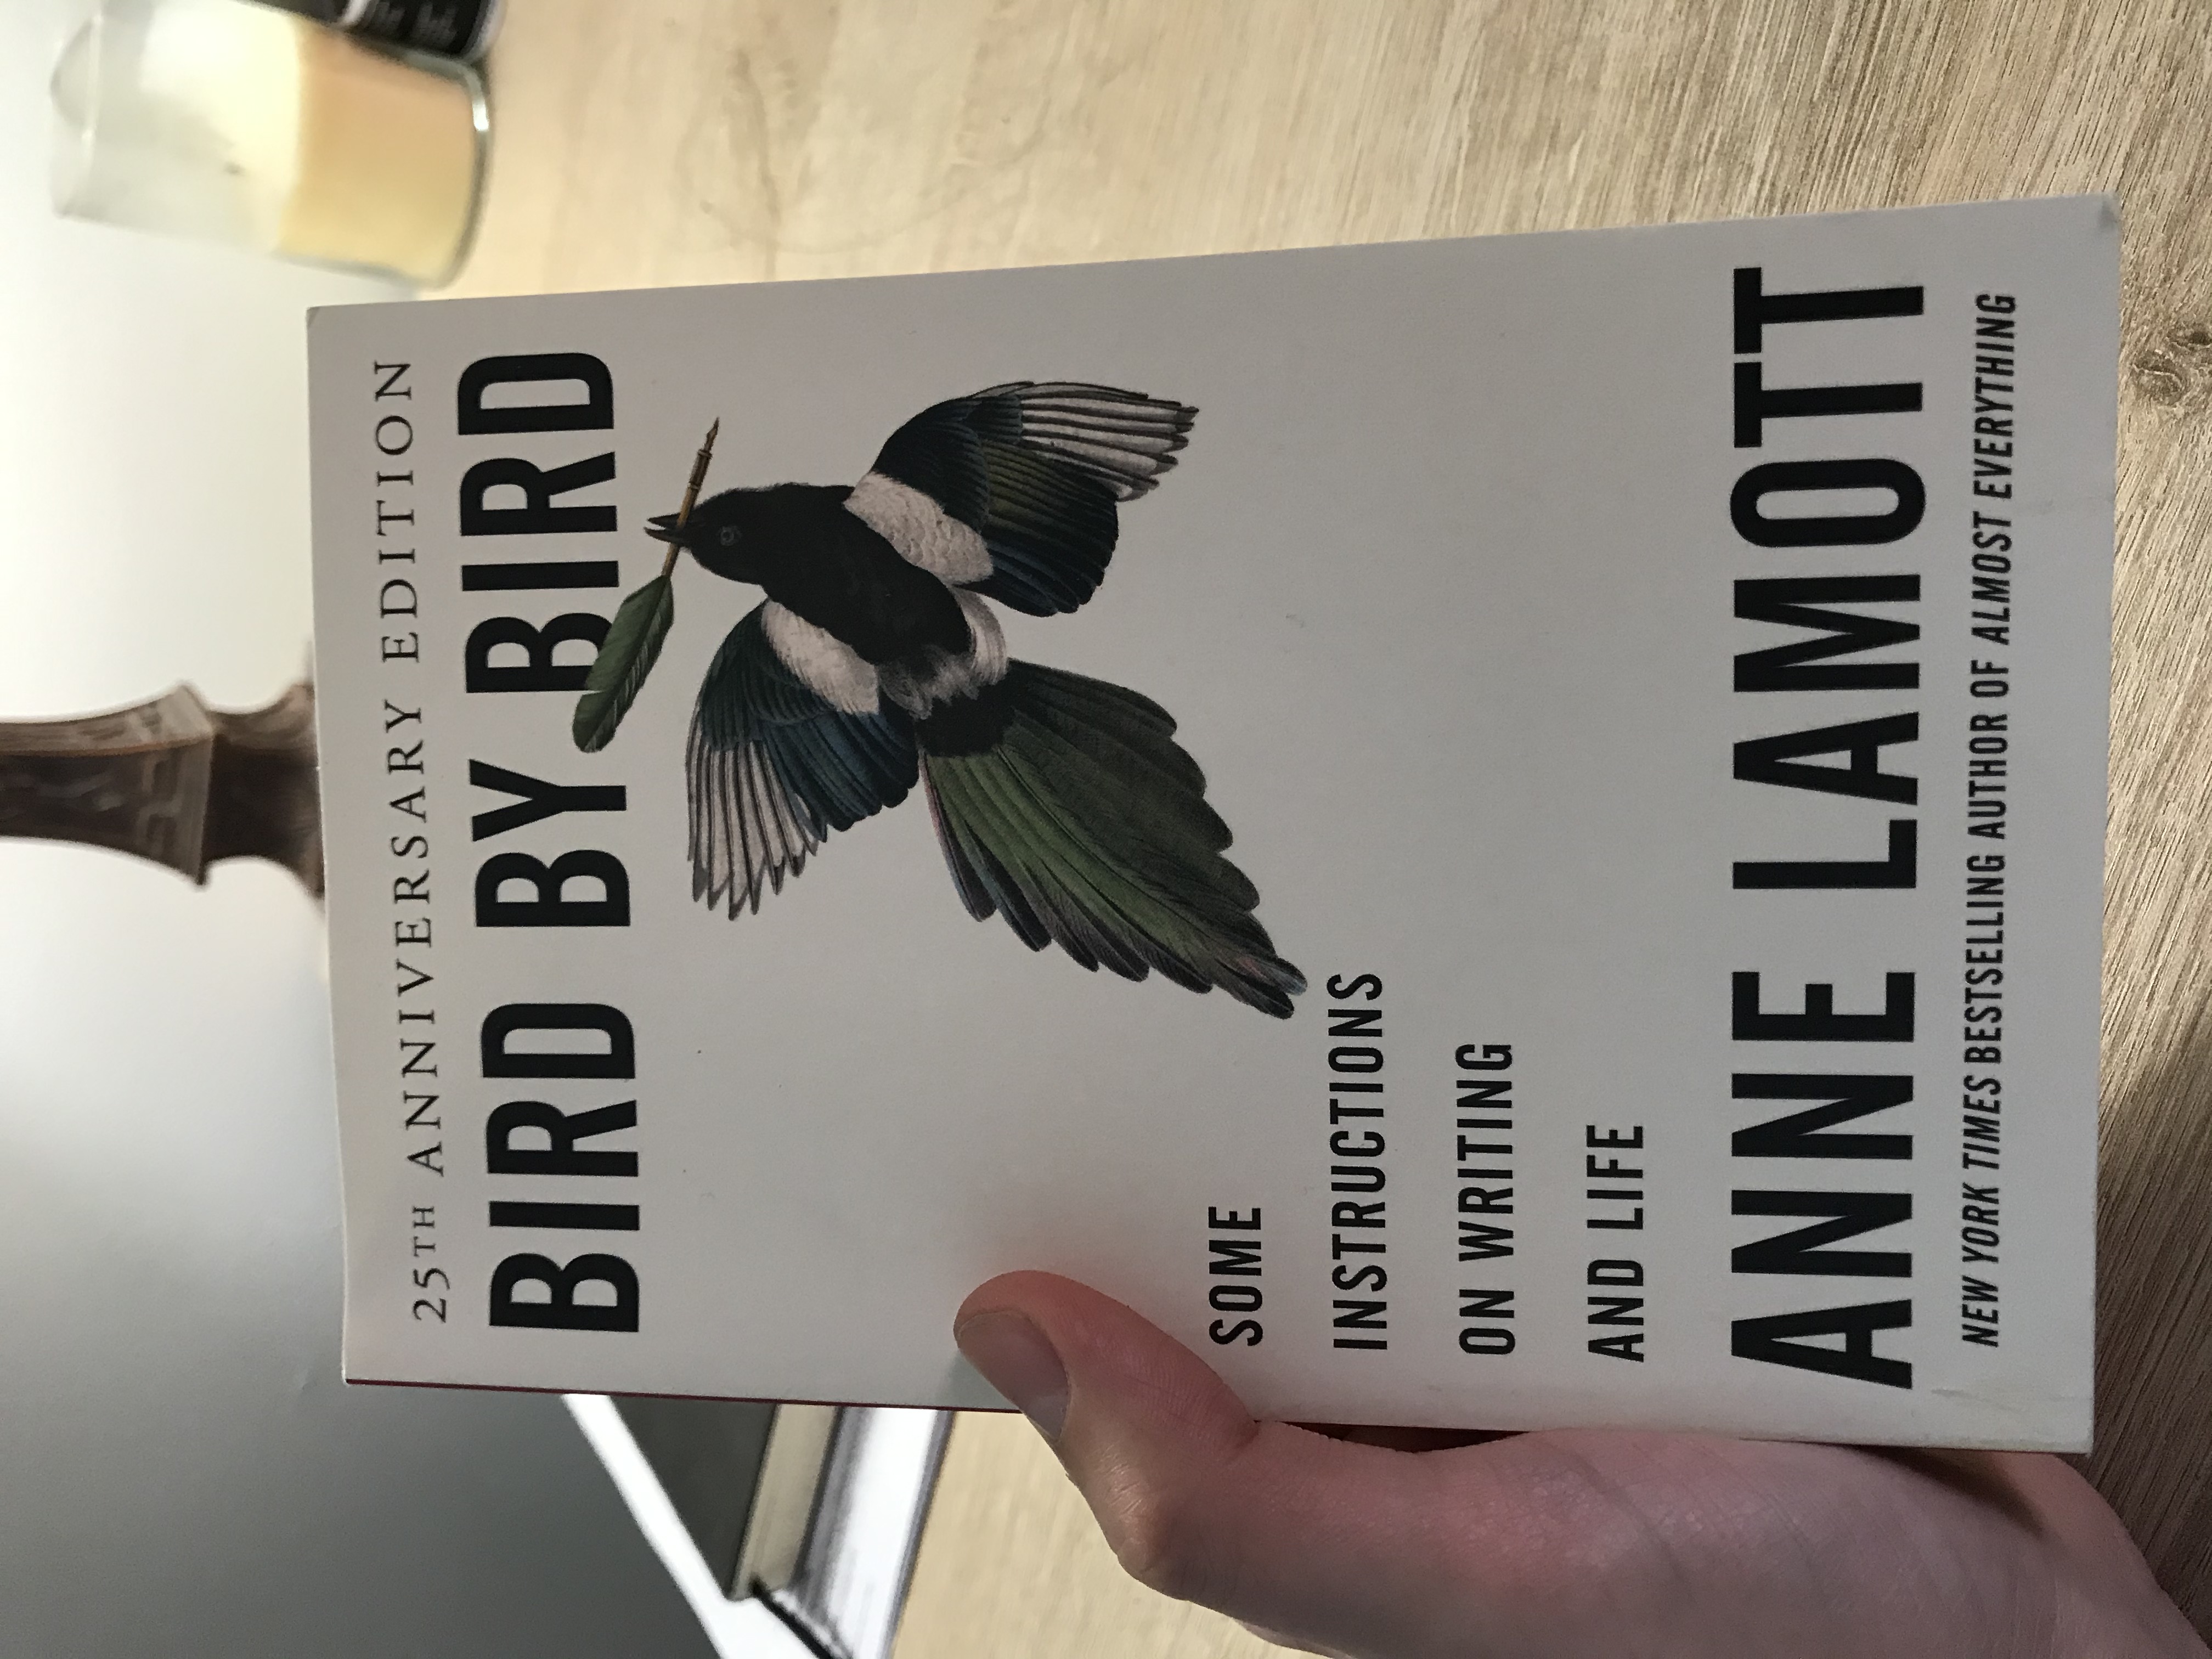 25TH ANNIVERSARY EDITION
BIRD BY BIRD
SOME
INSTRUCTIONS
ON WRITING
AND LIFE
ANNE LAMOTT
NEW YORK TIMES BESTSELLING AUTHOR OF ALMOST EVERYTHING